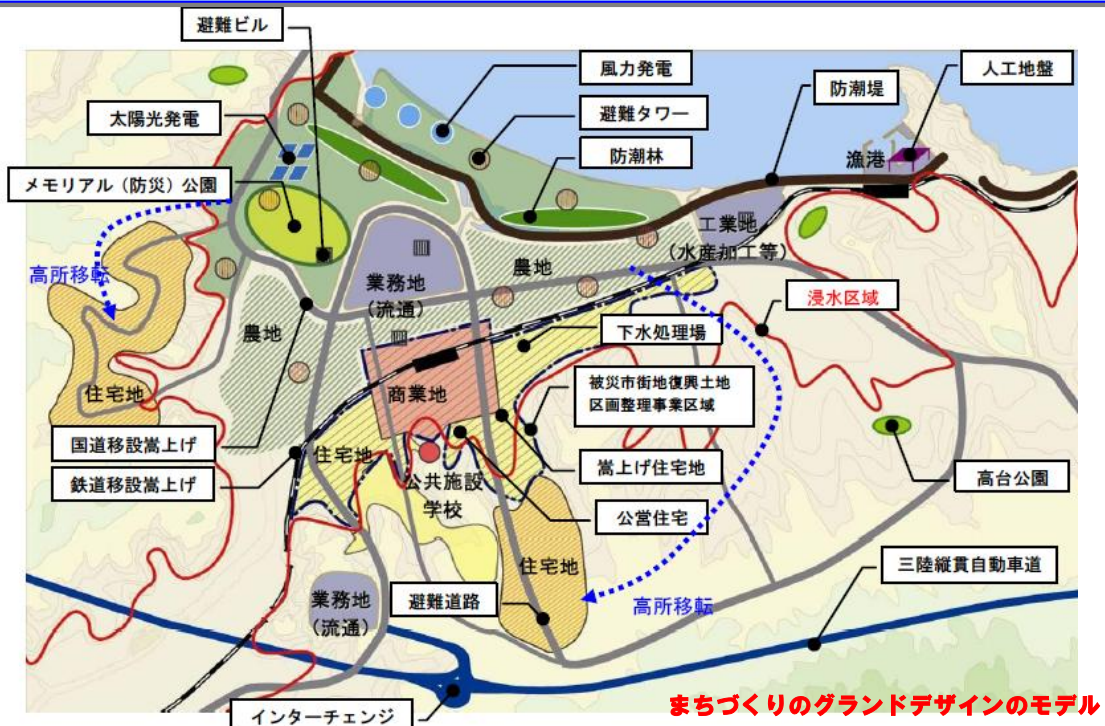 避難ビル
風力発電
人工地盤
防潮堤
太陽光発電
避難タワー
防潮林
漁港
メモリアル（防災）公園
工業地
（水産加工等）
高所移転
業務地
（流通）
農地
浸水区域
農地
下水処理場
住宅地
商業地
被災市街地復興土地
区画整理事業区域
国道移設嵩上げ
住宅地
嵩上げ住宅地
鉄道移設嵩上げ
公共施設
学校
高台公園
公営住宅
住宅地
三陸縦貫自動車道
業務地
（流通）
避難道路
高所移転
インターチェンジ
まちづくりのグランドデザインのモデル